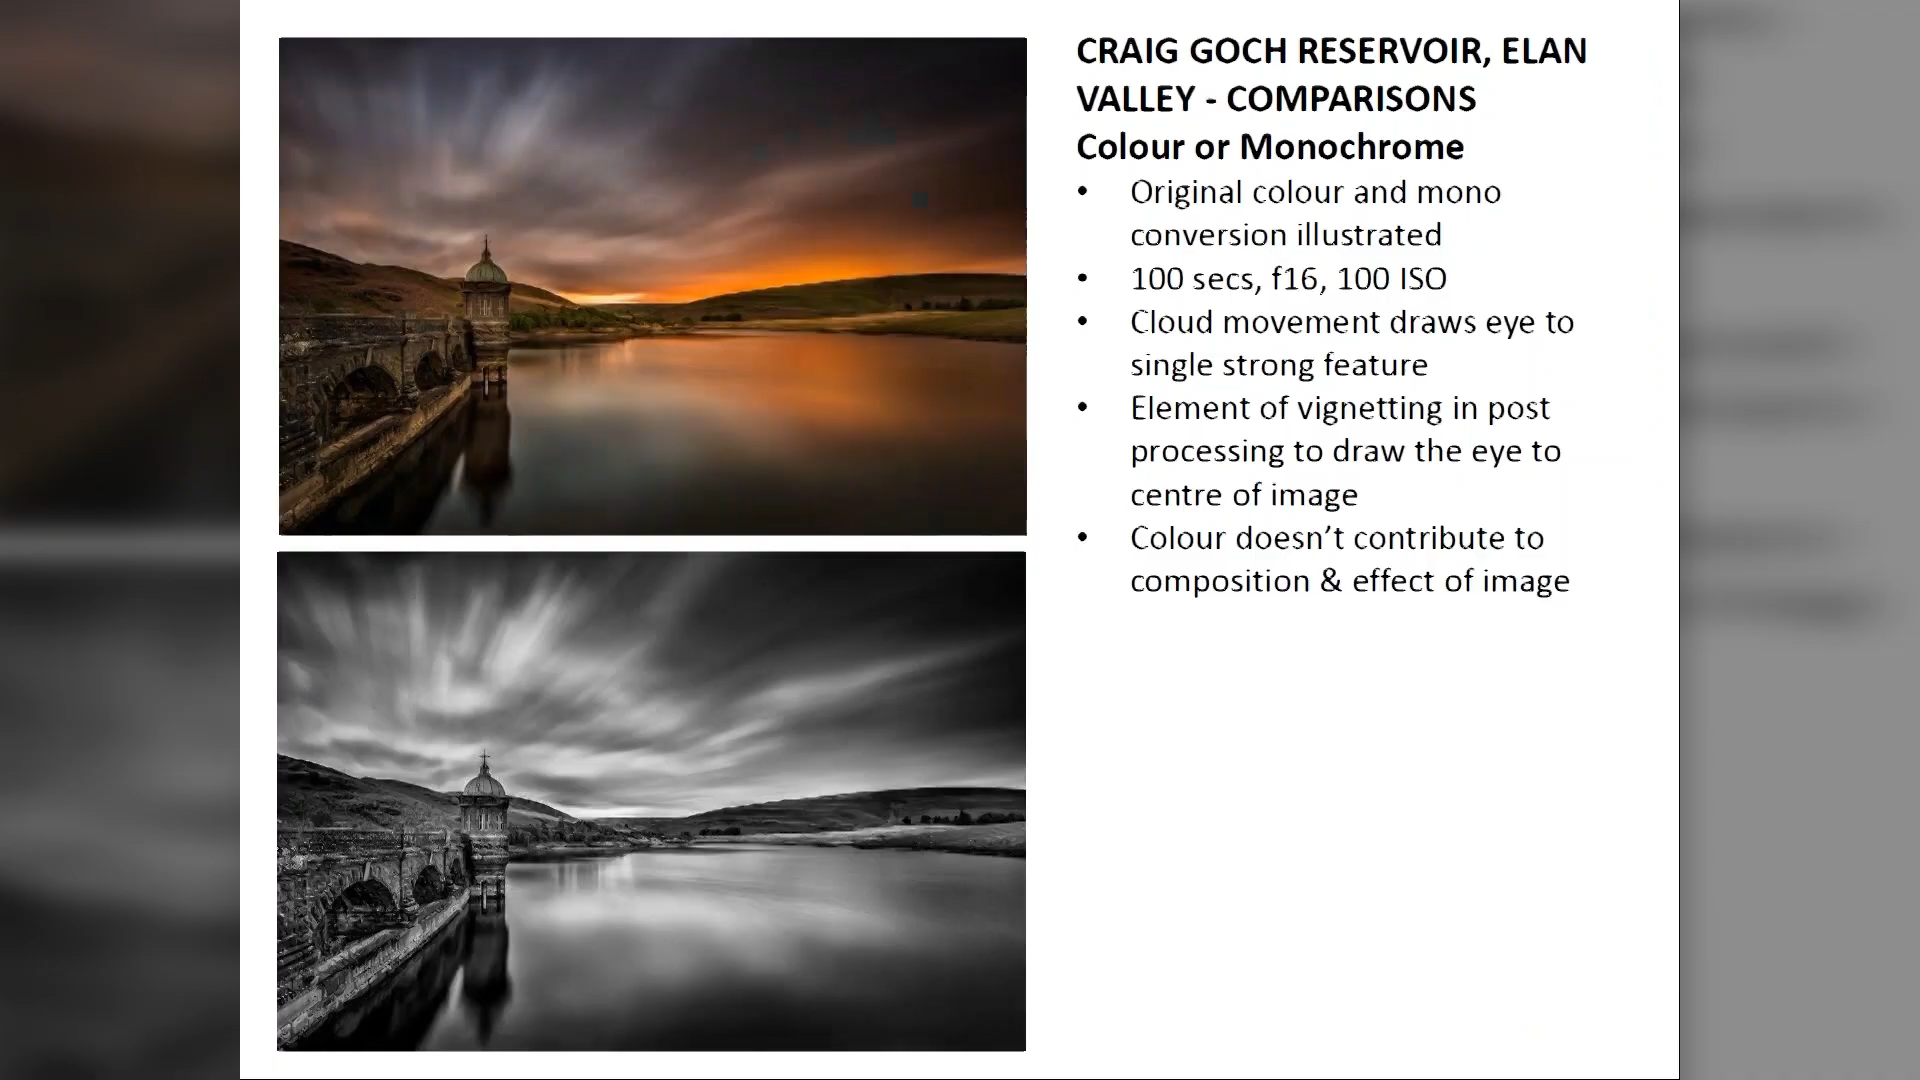 CRAIG GOCH RESERVOIR, ELAN
VALLEY - COMPARISONS
Colour or Monochrome
• Original colour and mono
conversion illustrated
• 100 secs, f16, 100 ISO
• Cloud movement draws eye to
single strong feature
• Element of vignetting in post
processing to draw the eye to
centre of image
• Colour doesn’t contribute to
composition & effect of image